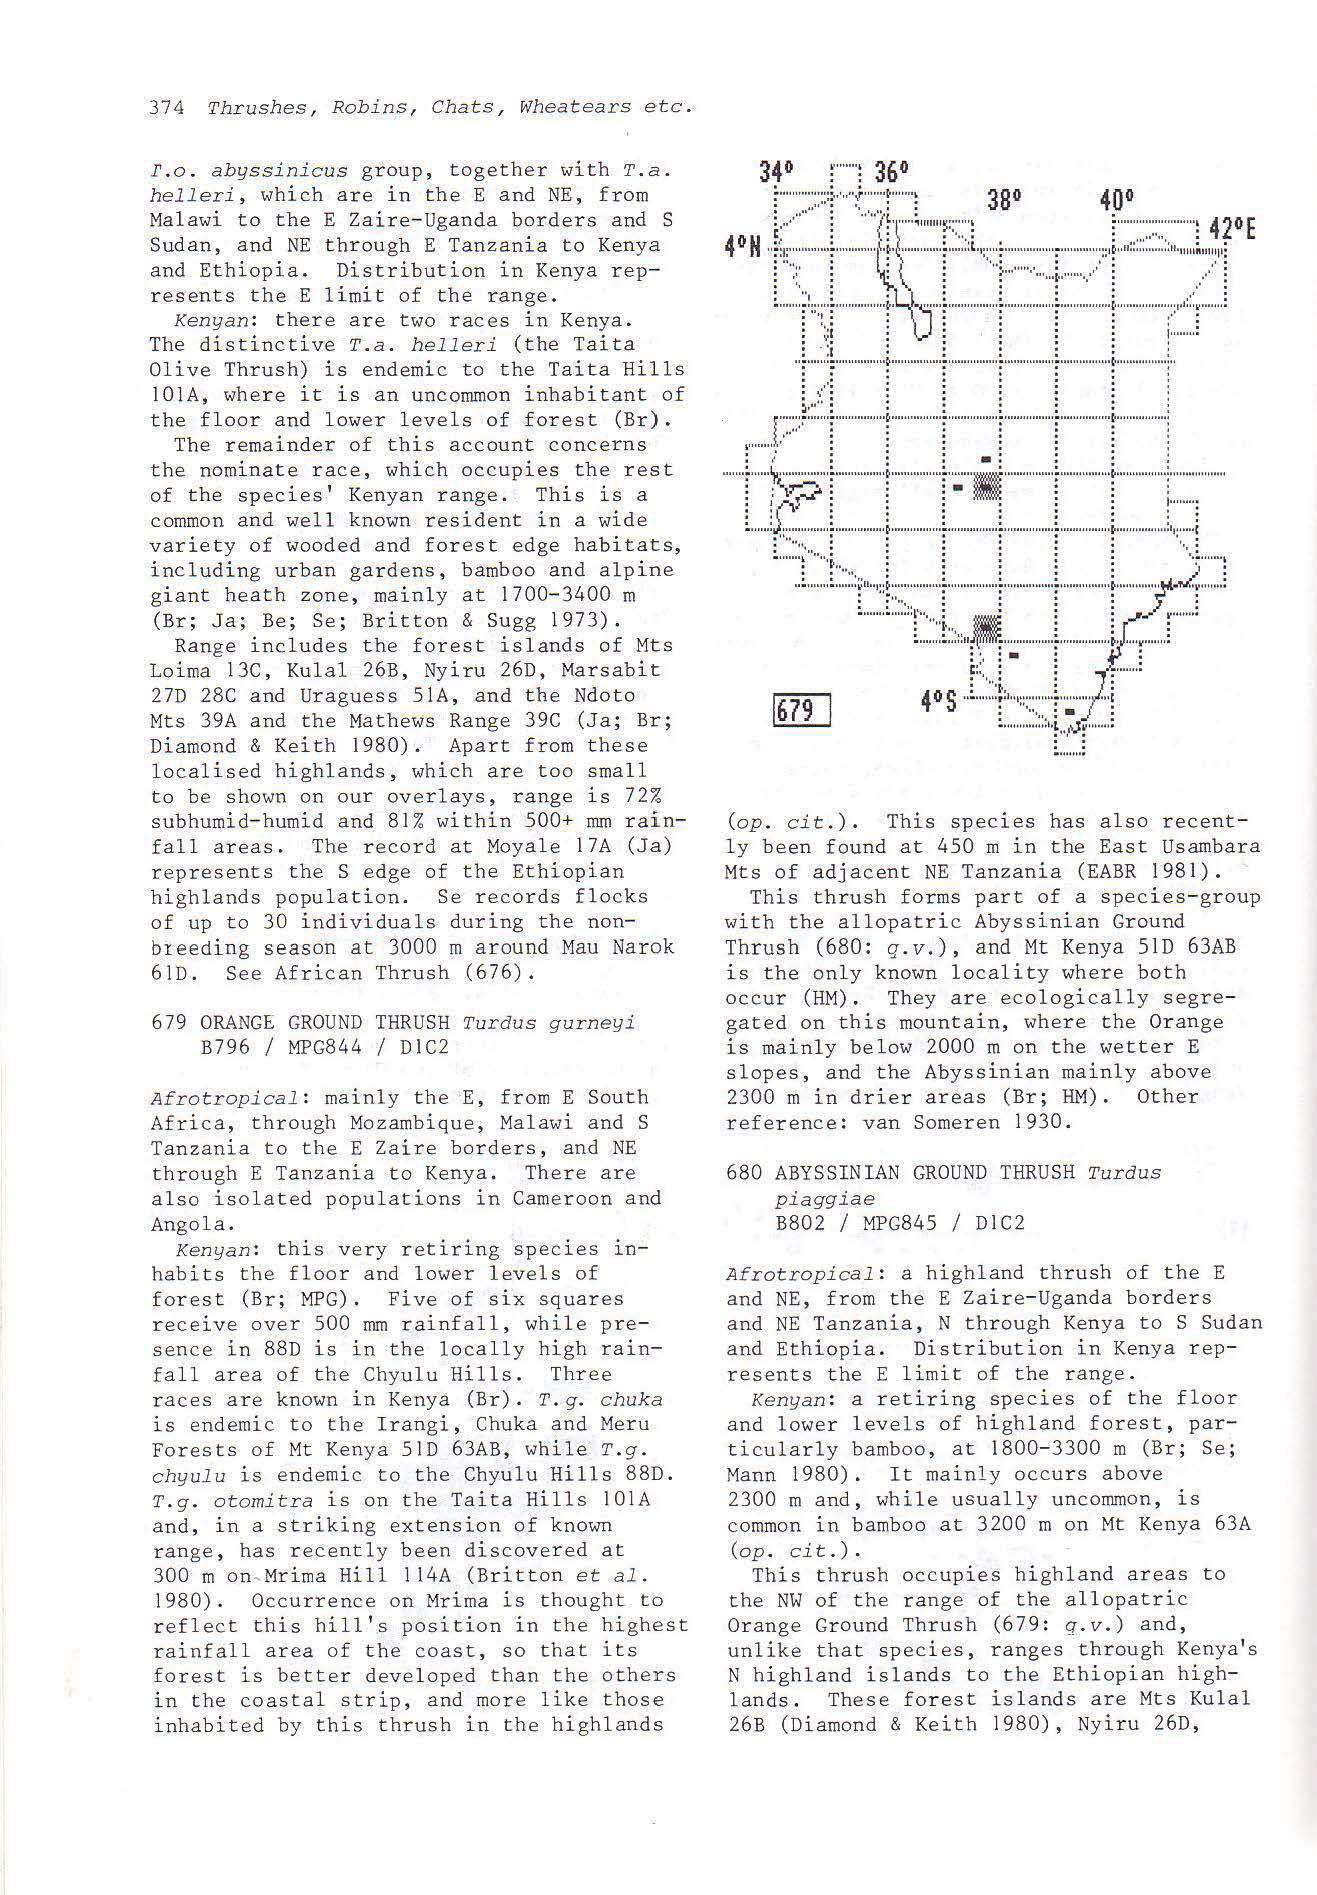 374 Thrushes, Robins, Chats, Wheatears etc.
T.o. abyssinicus group, together with T.a.
helleri, which are in the E and NE, from
Malawi to the E Zaire-Uganda borders and S
Sudan, and NE through E Tanzania to Kenya
and Ethiopia. Distribution in Kenya rep-
resents the E limit of the range.
Kenyan: there are two races in Kenya.
The distinctive T.a. helleri (the Taita
Olive Thrush) is endemic to the Taita Hills
101A, where it is an uncommon inhabitant of
the floor and lower levels of forest (Br).
The remainder of this account concerns
the nominate race, which occupies the rest
of the species' Kenyan range. This is a
common and well known resident in a wide
variety of wooded and forest edge habitats,
including urban gardens, bamboo and alpine
giant heath zone, mainly at 1700-3400 m
(Br; Ja; Be; Se; Britton & Sugg 1973).
Range includes the forest islands of Mts
Loima 13C, Kulal 26B, Nyiru 26D, Marsabit
27D 28C and Uraguess 51A, and the Ndoto
Mts 39A and the Mathews Range 39C (Ja; Br;
Diamond & Keith 1980). Apart from these
localised highlands, which are too small
to be shown on our overlays, range is 72%
subhumid-humid and 81% within 500+ mm rain-
fall areas. The record at Moyale 17A (Ja)
represents the S edge of the Ethiopian
highlands population. Se records flocks
of up to 30 individuals during the non-
breeding season at 3000 m around Mau Narok
61D. See African Thrush (676).
679 ORANGE GROUND THRUSH Turdus gurneyi
B796 / MPG844 / D1C2
Afrotropical: mainly the E, from E South
Africa, through Mozambique, Malawi and S
Tanzania to the E Zaire borders, and NE
through E Tanzania to Kenya. There are
also isolated populations in Cameroon and
Angola.
Kenyan: this very retiring species in-
habits the floor and lower levels of
forest (Br; MPG). Five of six squares
receive over 500 mm rainfall, while pre-
sence in 88D is in the locally high rain-
fall area of the Chyulu Hills. Three
races are known in Kenya (Br). T.g. chuka
is endemic to the Irangi, Chuka and Meru
Forests of Mt Kenya 51D 63AB, while T.g.
chyulu is endemic to the Chyulu Hills 88D.
T.g. otomitra is on the Taita Hills 101A
and, in a striking extension of known
range, has recently been discovered at
300 m on Mrima Hill 114A (Britton et al.
1980). Occurrence on Mrima is thought to
reflect this hill's position in the highest
rainfall area of the coast, so that its
forest is better developed than the others
in the coastal strip, and more like those
inhabited by this thrush in the highlands
34º 36º
38º 40º
42ºE
4ºN
4ºS
679
(op. cit.). This species has also recent-
ly been found at 450 m in the East Usambara
Mts of adjacent NE Tanzania (EABR 1981).
This thrush forms part of a species-group
with the allopatric Abyssinian Ground
Thrush (680: q.v.), and Mt Kenya 51D 63AB
is the only known locality where both
occur (HM). They are ecologically segre-
gated on this mountain, where the Orange
is mainly below 2000 m on the wetter E
slopes, and the Abyssinian mainly above
2300 m in drier areas (Br; HM). Other
reference: van Someren 1930.
680 ABYSSINIAN GROUND THRUSH Turdus
piaggiae
B802 / MPG845 / D1C2
Afrotropical: a highland thrush of the E
and NE, from the E Zaire-Uganda borders
and NE Tanzania, N through Kenya to S Sudan
and Ethiopia. Distribution in Kenya rep-
resents the E limit of the range.
Kenyan: a retiring species of the floor
and lower levels of highland forest, par-
ticularly bamboo, at 1800-3300 m (Br; Se;
Mann 1980). It mainly occurs above
2300 m and, while usually uncommon, is
common in bamboo at 3200 m on Mt Kenya 63A
(op. cit.).
This thrush occupies highland areas to
the NW of the range of the allopatric
Orange Ground Thrush (679: q.v.) and,
unlike that species, ranges through Kenya's
N highland islands to the Ethiopian high-
lands. These forest islands are Mts Kulal
26B (Diamond & Keith 1980), Nyiru 26D,